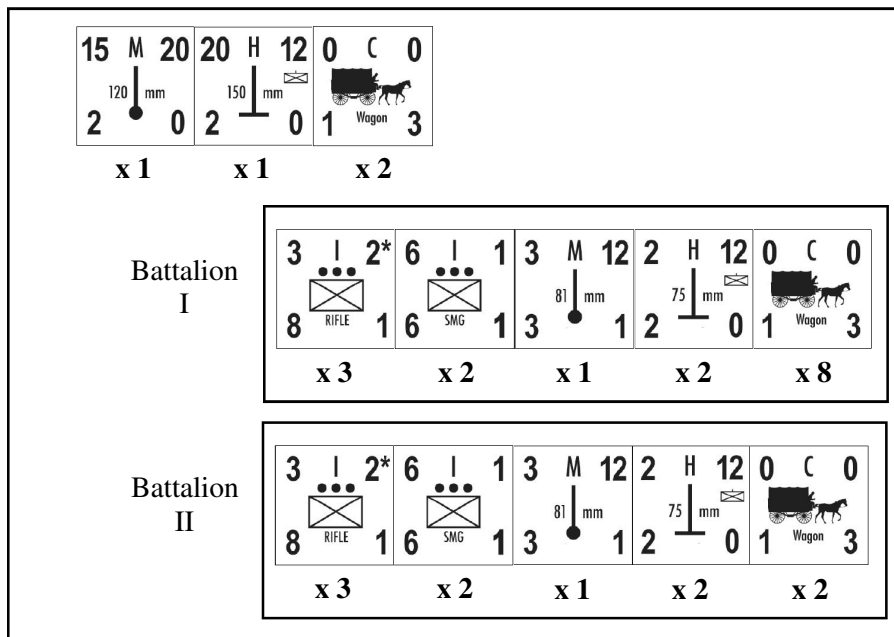 15 M 20 20 H 12 0 C 0
120 mm 150 mm
2 0 2 0 1 Wagon 3
x 1 x 1 x 2
Battalion
I
3 I 2* 6 I 1 3 M 12 2 H 12 0 C 0
81 mm 75 mm
8 RIFLE 1 6 SMG 1 3 1 2 0 1 Wagon 3
x 3 x 2 x 1 x 2 x 8
Battalion
II
3 I 2* 6 I 1 3 M 12 2 H 12 0 C 0
81 mm 75 mm
8 RIFLE 1 6 SMG 1 3 1 2 0 1 Wagon 3
x 3 x 2 x 1 x 2 x 2